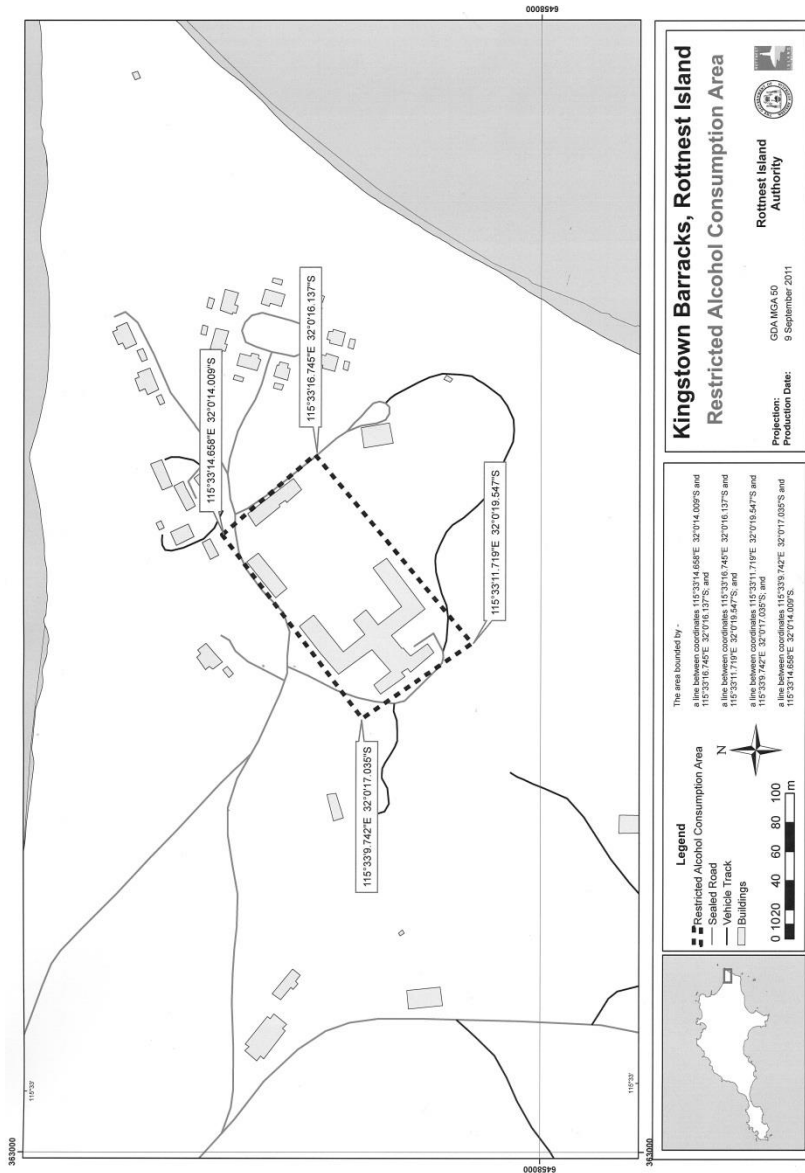 6458000
363000
115°33'
115°33'14.658"E 32°0'14.009"S
115°33'16.745"E 32°0'16.137"S
115°33'9.742"E 32°0'17.035"S
115°33'11.719"E 32°0'19.547"S
115°33'
363000
6458000
Legend
Restricted Alcohol Consumption Area
Sealed Road
Vehicle Track
Buildings
N
0 10 20 40 60 80 100
m
The area bounded by -
a line between coordinates 115°33'14.658"E 32°0'14.009"S and
115°33'16.745"E 32°0'16.137"S; and
a line between coordinates 115°33'16.745"E 32°0'16.137"S and
115°33'11.719"E 32°0'19.547"S; and
a line between coordinates 115°33'11.719"E 32°0'19.547"S and
115°33'9.742"E 32°0'17.035"S; and
a line between coordinates 115°33'9.742"E 32°0'17.035"S and
115°33'14.658"E 32°0'14.009"S.
Kingstown Barracks, Rottnest Island
Restricted Alcohol Consumption Area
Projection: GDA MGA 50
Production Date: 9 September 2011
Rottnest Island
Authority